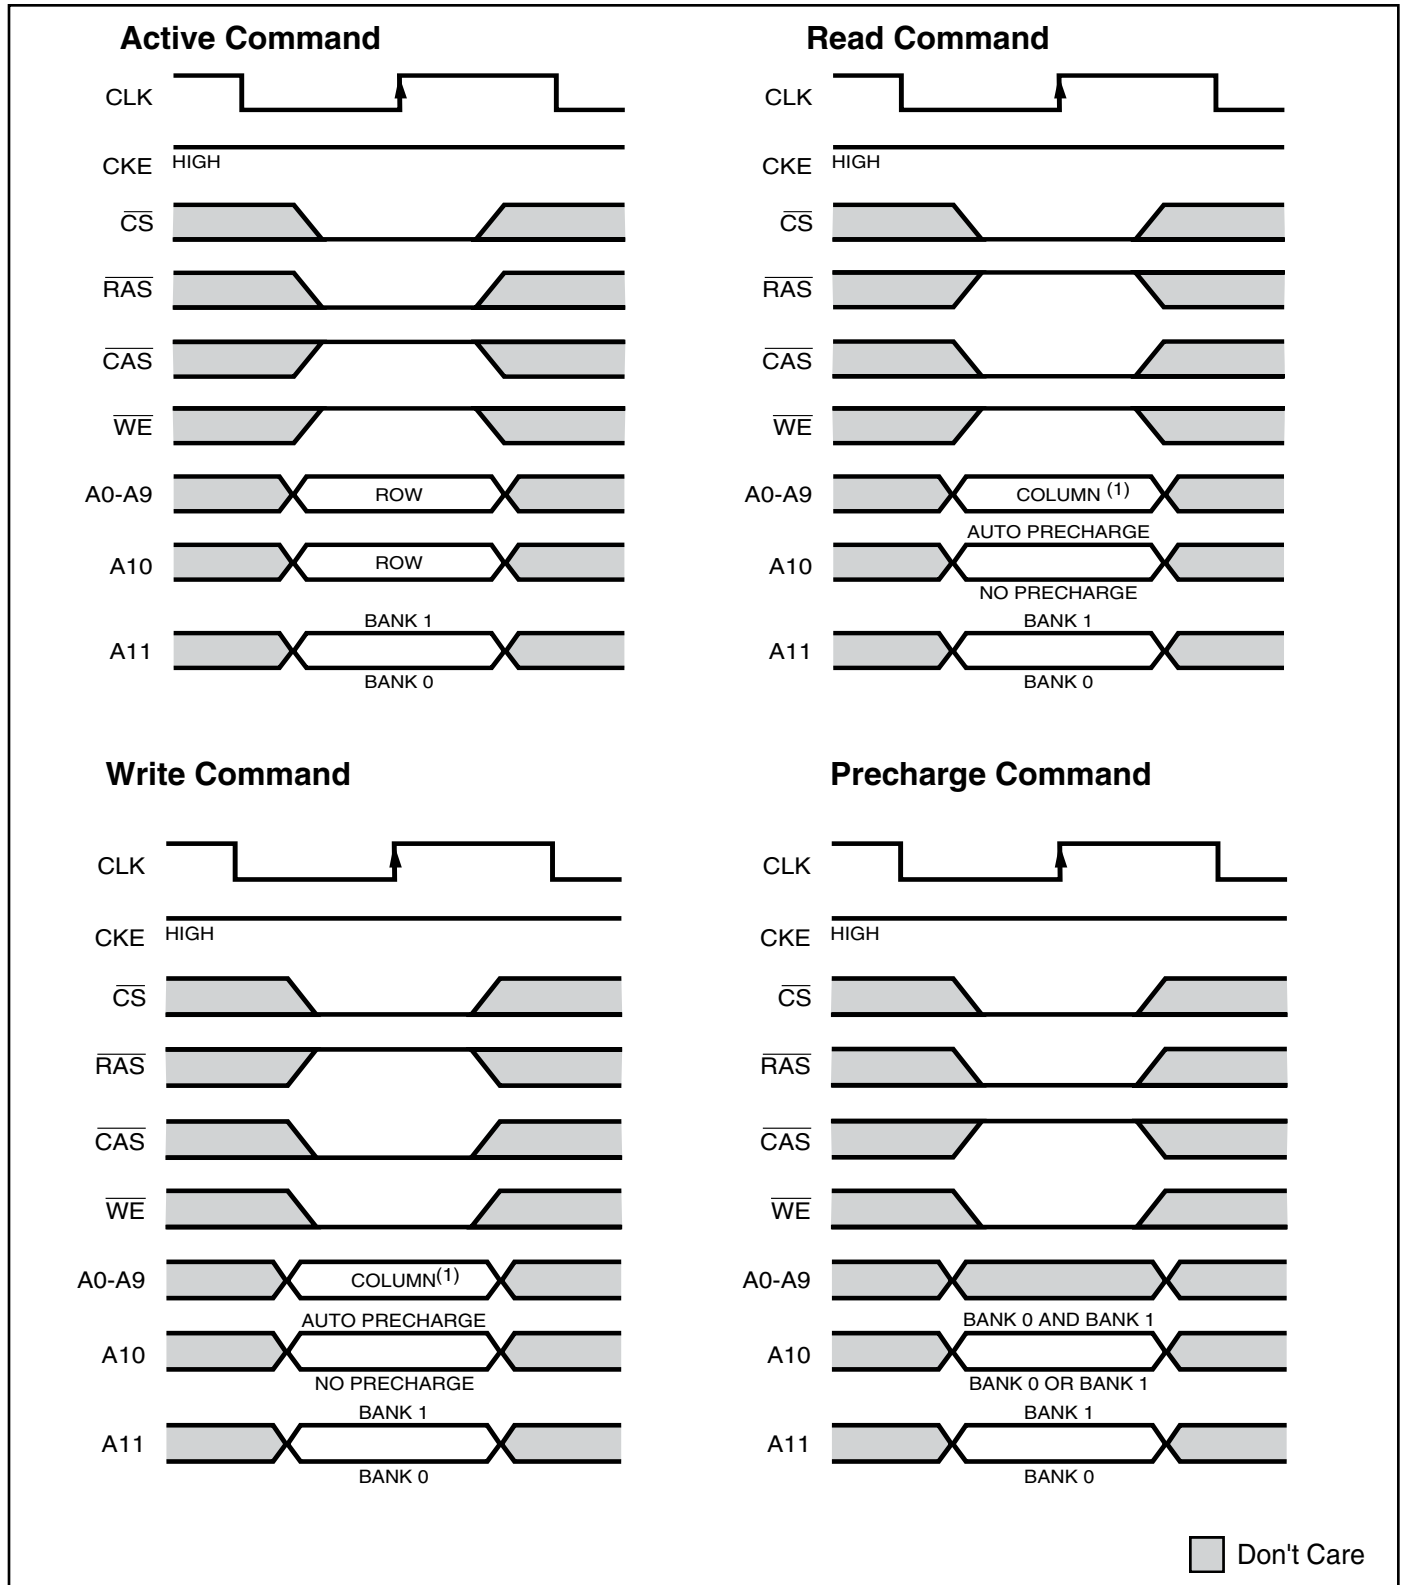 Active Command
CLK
CKE HIGH
CS
RAS
CAS
WE
A0-A9 ROW
A10 ROW
BANK 1
A11
BANK 0
Read Command
CLK
CKE HIGH
CS
RAS
CAS
WE
A0-A9 COLUMN (1)
AUTO PRECHARGE
A10
NO PRECHARGE
BANK 1
A11
BANK 0
Write Command
CLK
CKE HIGH
CS
RAS
CAS
WE
A0-A9 COLUMN(1)
AUTO PRECHARGE
A10
NO PRECHARGE
BANK 1
A11
BANK 0
Precharge Command
CLK
CKE HIGH
CS
RAS
CAS
WE
A0-A9
BANK 0 AND BANK 1
A10
BANK 0 OR BANK 1
BANK 1
A11
BANK 0
Don't Care